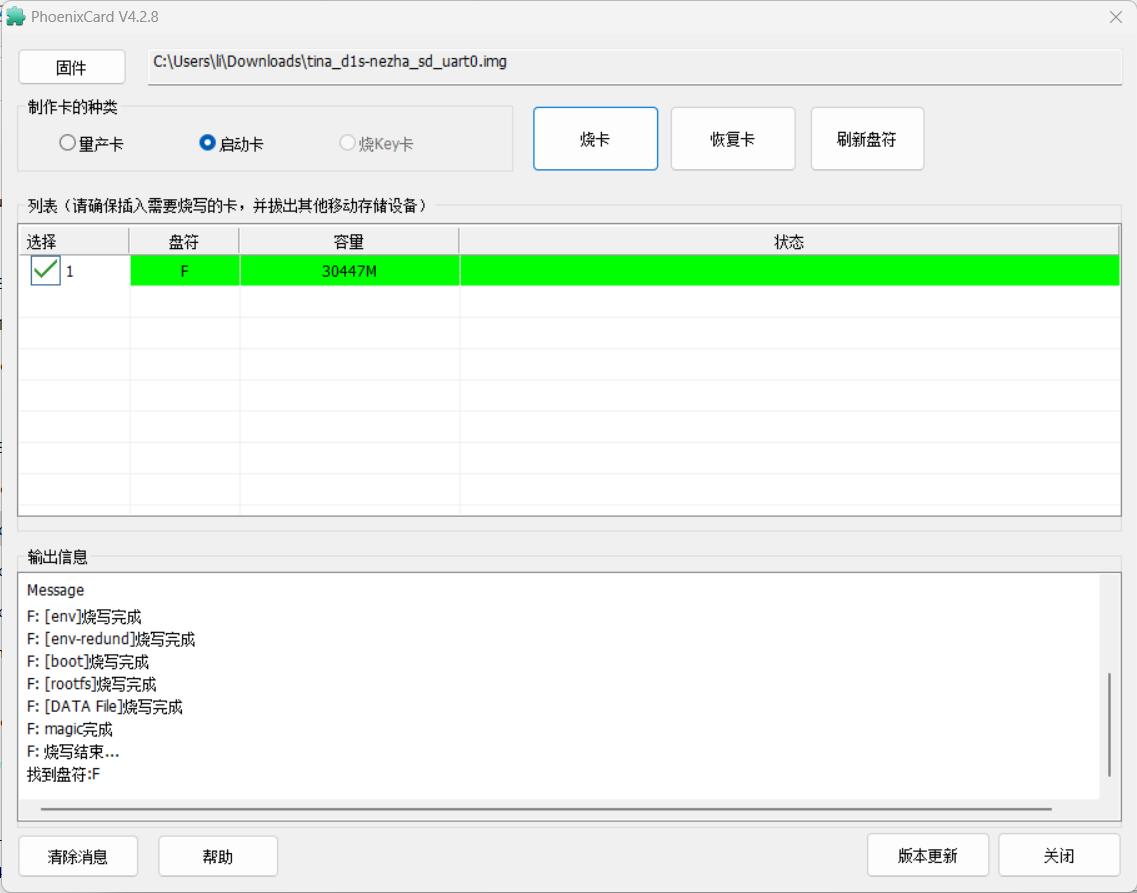 PhoenixCard V4.2.8
固件
C:\Users\li\Downloads\tina_d1s-nezha_sd_uart0.img
制作卡的种类
量产卡 启动卡 烧Key卡
烧卡 恢复卡 刷新盘符
列表（请确保插入需要烧写的卡，并拔出其他移动存储设备）
选择 盘符 容量 状态
1 F 30447M
输出信息
Message
F: [env]烧写完成
F: [env-redund]烧写完成
F: [boot]烧写完成
F: [rootfs]烧写完成
F: [DATA File]烧写完成
F: magic完成
F: 烧写结束...
找到盘符:F
清除消息 帮助 版本更新 关闭